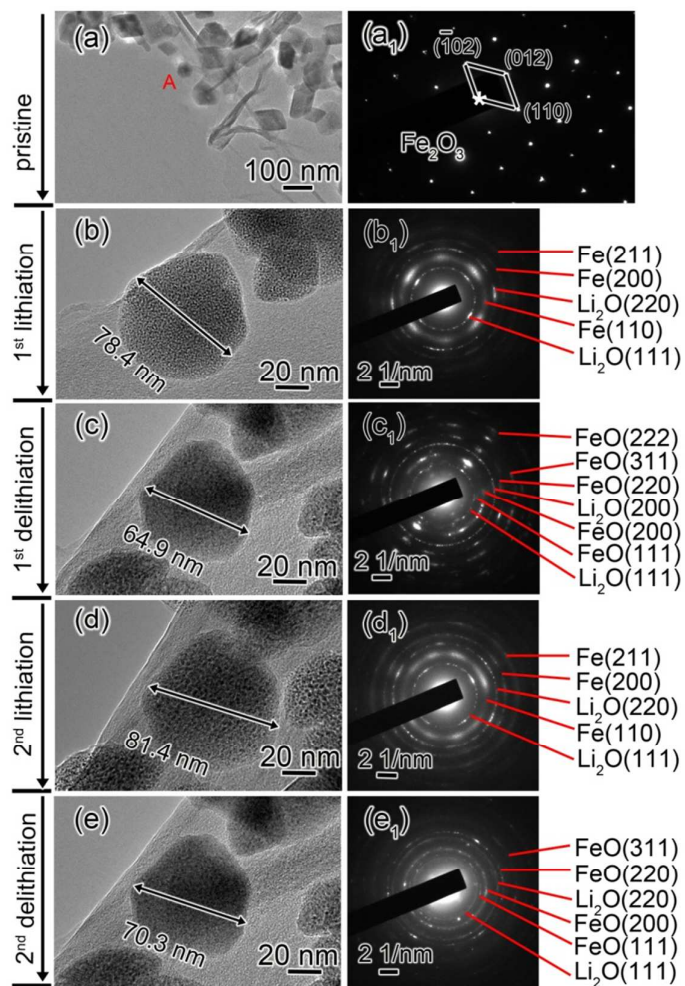 pristine
(a)
A
100 nm
(a1)
(1̄02)
(012)
(110)
Fe2O3
1st lithiation
(b)
78.4 nm
20 nm
(b1)
2 1/nm
Fe(211)
Fe(200)
Li2O(220)
Fe(110)
Li2O(111)
1st delithiation
(c)
64.9 nm
20 nm
(c1)
2 1/nm
FeO(222)
FeO(311)
FeO(220)
Li2O(200)
FeO(200)
FeO(111)
Li2O(111)
2nd lithiation
(d)
81.4 nm
20 nm
(d1)
2 1/nm
Fe(211)
Fe(200)
Li2O(220)
Fe(110)
Li2O(111)
2nd delithiation
(e)
70.3 nm
20 nm
(e1)
2 1/nm
FeO(311)
FeO(220)
Li2O(220)
FeO(200)
FeO(111)
Li2O(111)